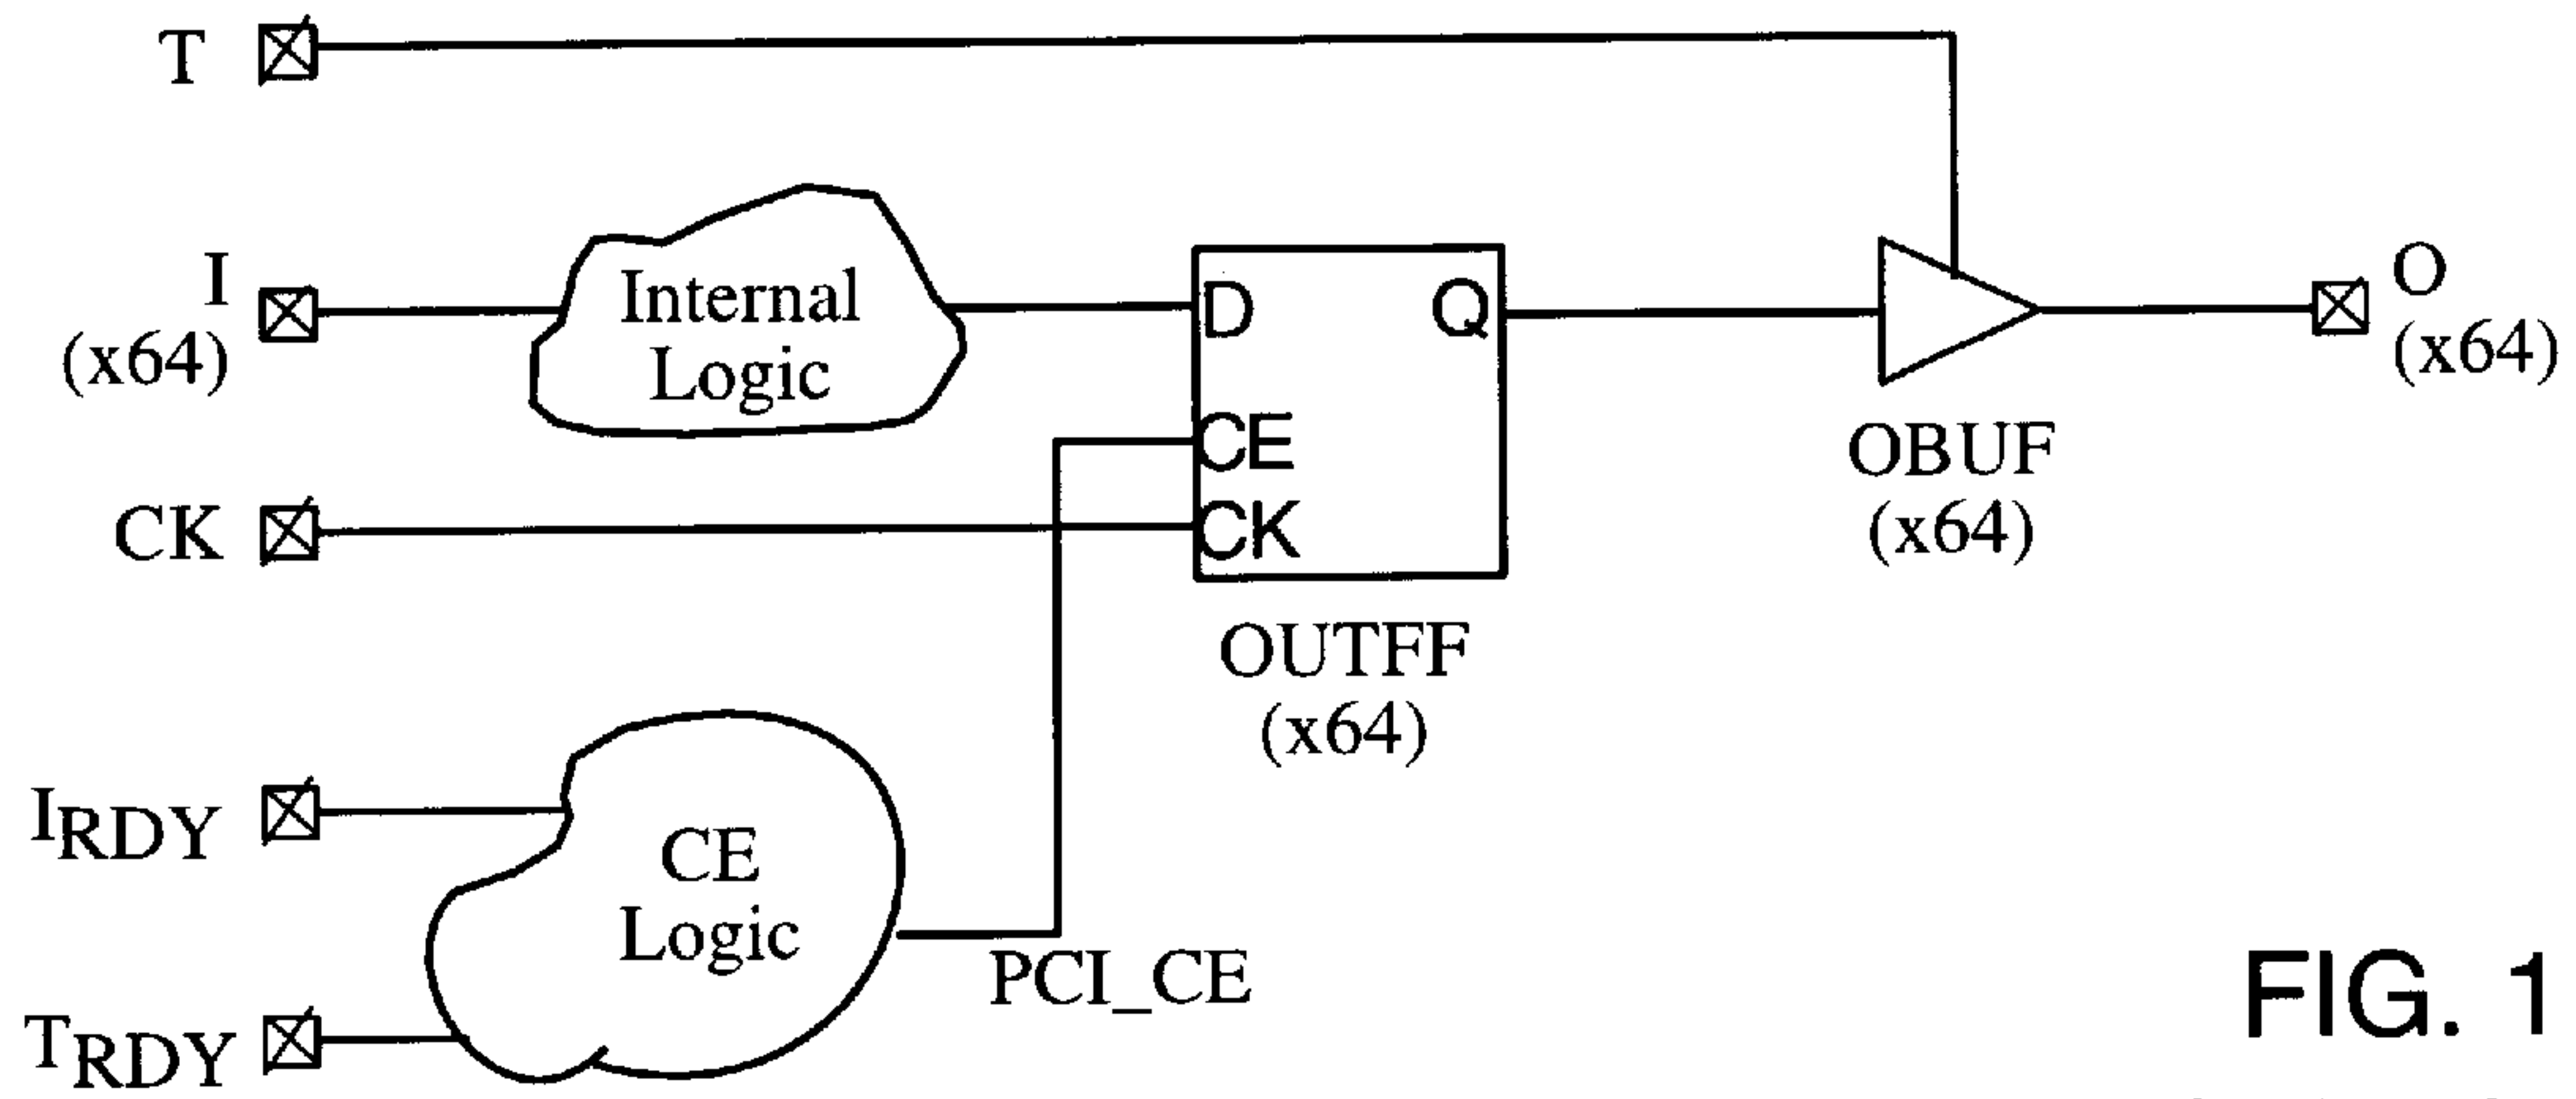 T
I
(x64)
Internal
Logic
D
Q
O
(x64)
CE
CK
CK
OBUF
(x64)
OUTFF
(x64)
IRDY
CE
Logic
PCI_CE
TRDY
FIG. 1